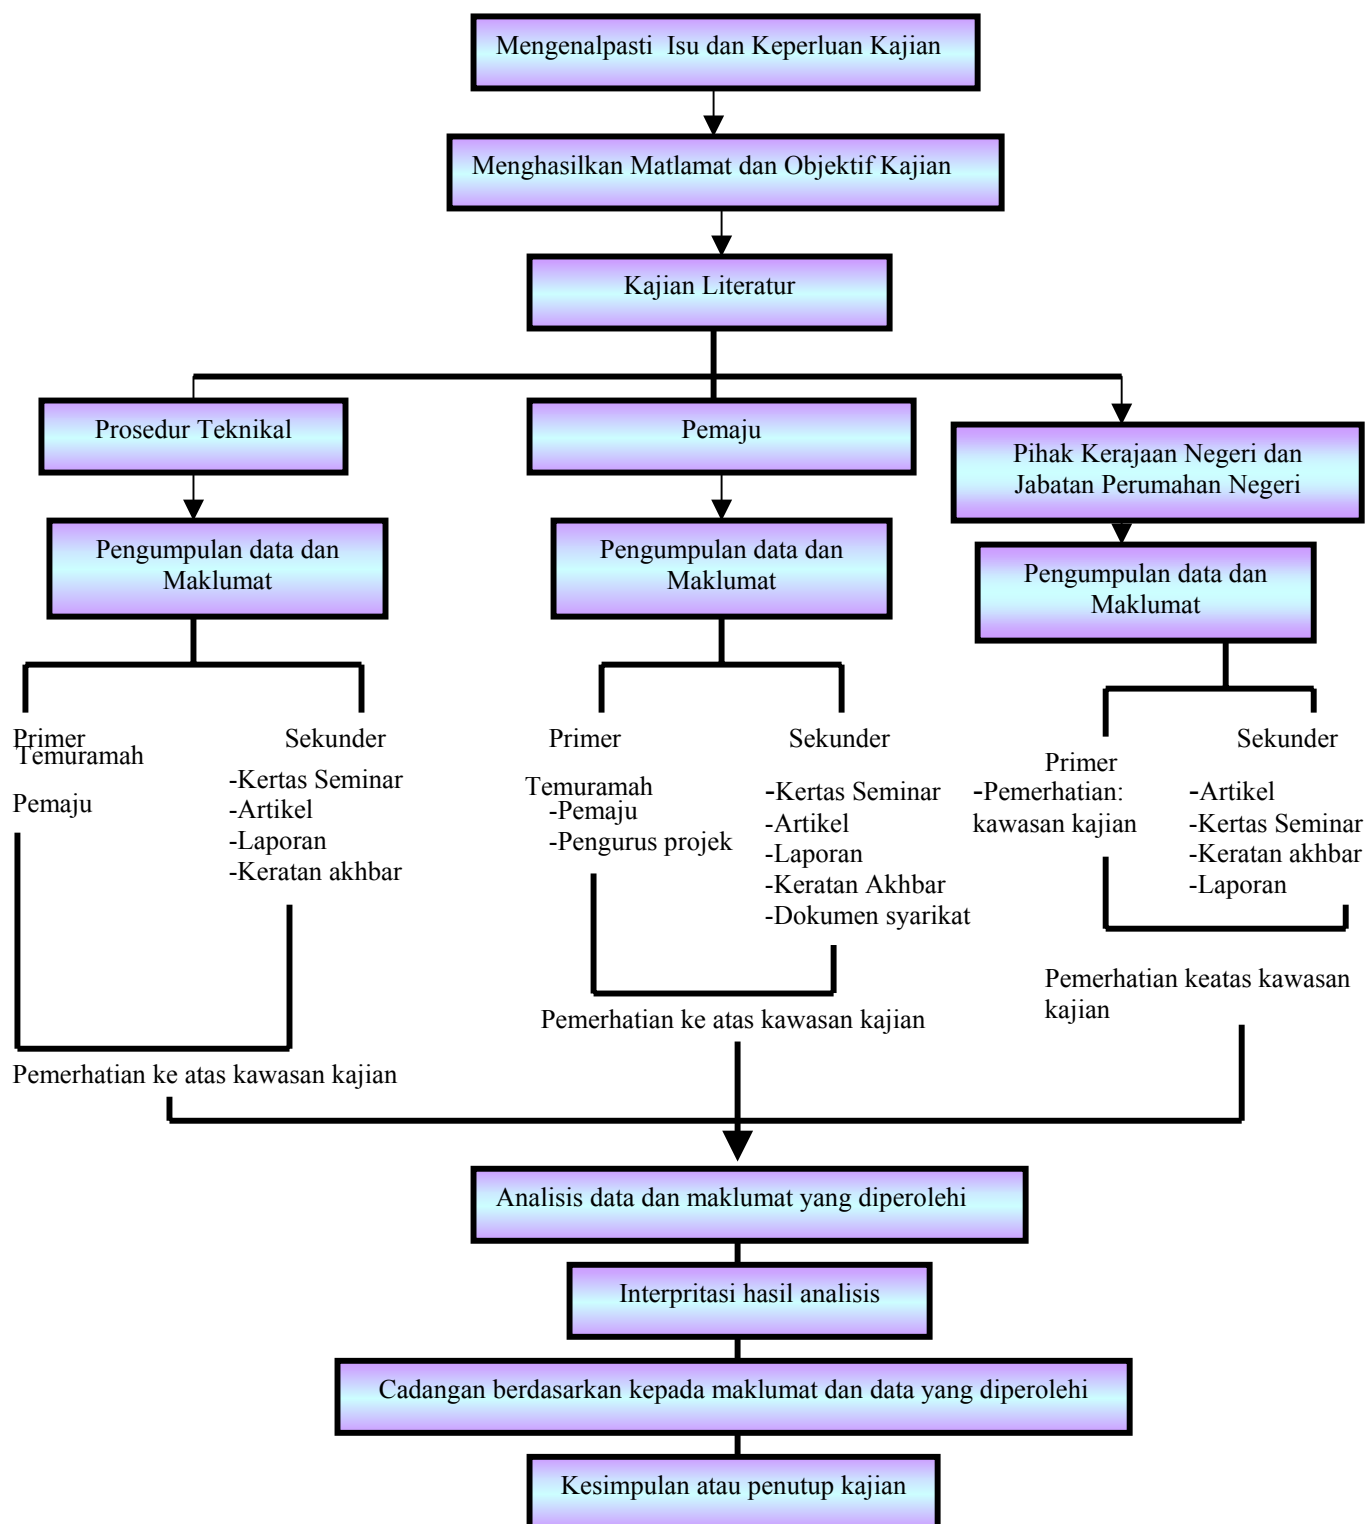 Mengenalpasti Isu dan Keperluan Kajian
Menghasilkan Matlamat dan Objektif Kajian
Kajian Literatur
Prosedur Teknikal
Pemaju
Pihak Kerajaan Negeri dan
Jabatan Perumahan Negeri
Pengumpulan data dan
Maklumat
Pengumpulan data dan
Maklumat
Pengumpulan data dan
Maklumat
Primer
Temuramah
Pemaju
Sekunder
-Kertas Seminar
-Artikel
-Laporan
-Keratan akhbar
Pemerhatian ke atas kawasan kajian
Primer
Temuramah
-Pemaju
-Pengurus projek
Sekunder
-Kertas Seminar
-Artikel
-Laporan
-Keratan Akhbar
-Dokumen syarikat
Pemerhatian ke atas kawasan kajian
Primer
-Pemerhatian:
kawasan kajian
Sekunder
-Artikel
-Kertas Seminar
-Keratan akhbar
-Laporan
Pemerhatian keatas kawasan
kajian
Analisis data dan maklumat yang diperolehi
Interpritasi hasil analisis
Cadangan berdasarkan kepada maklumat dan data yang diperolehi
Kesimpulan atau penutup kajian